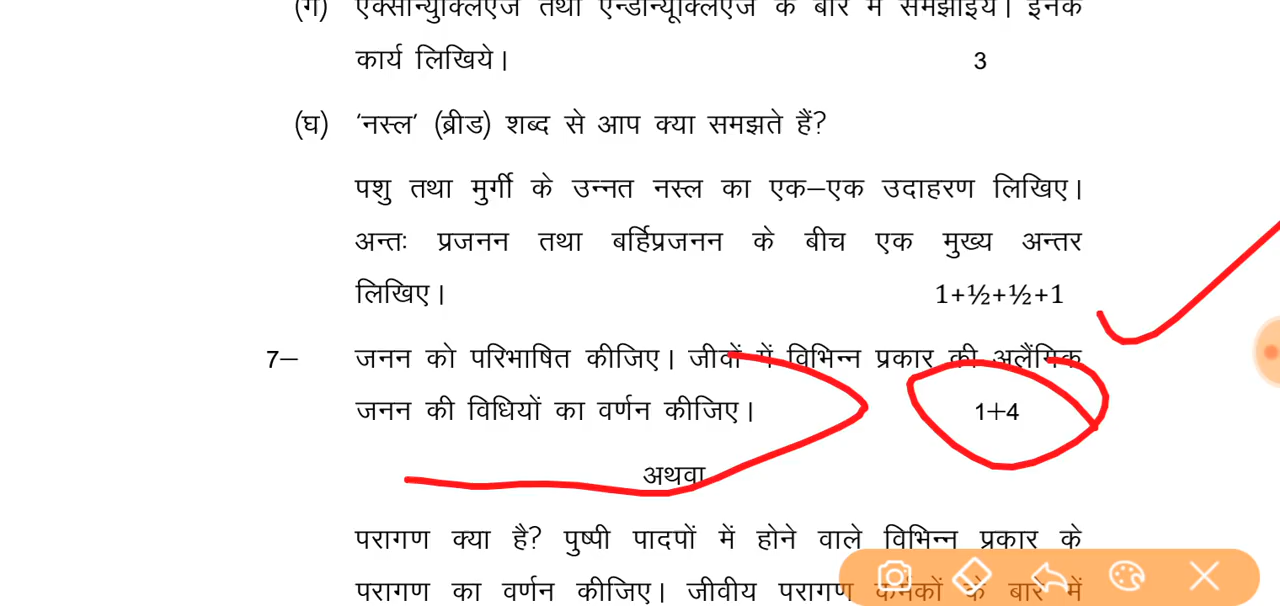 (ग) एक्सोन्युक्लिएज तथा एन्डोन्यूक्लिएज के बारे में समझाइये। इनके
कार्य लिखिये। 3
(घ) 'नस्ल' (ब्रीड) शब्द से आप क्या समझते हैं?
पशु तथा मुर्गी के उन्नत नस्ल का एक–एक उदाहरण लिखिए।
अन्तः प्रजनन तथा बर्हिप्रजनन के बीच एक मुख्य अन्तर
लिखिए। 1+½+½+1
7– जनन को परिभाषित कीजिए। जीवों में विभिन्न प्रकार की अलैंगिक
जनन की विधियों का वर्णन कीजिए। 1+4
अथवा
परागण क्या है? पुष्पी पादपों में होने वाले विभिन्न प्रकार के
परागण का वर्णन कीजिए। जीवीय परागण कर्मकों के बारे में